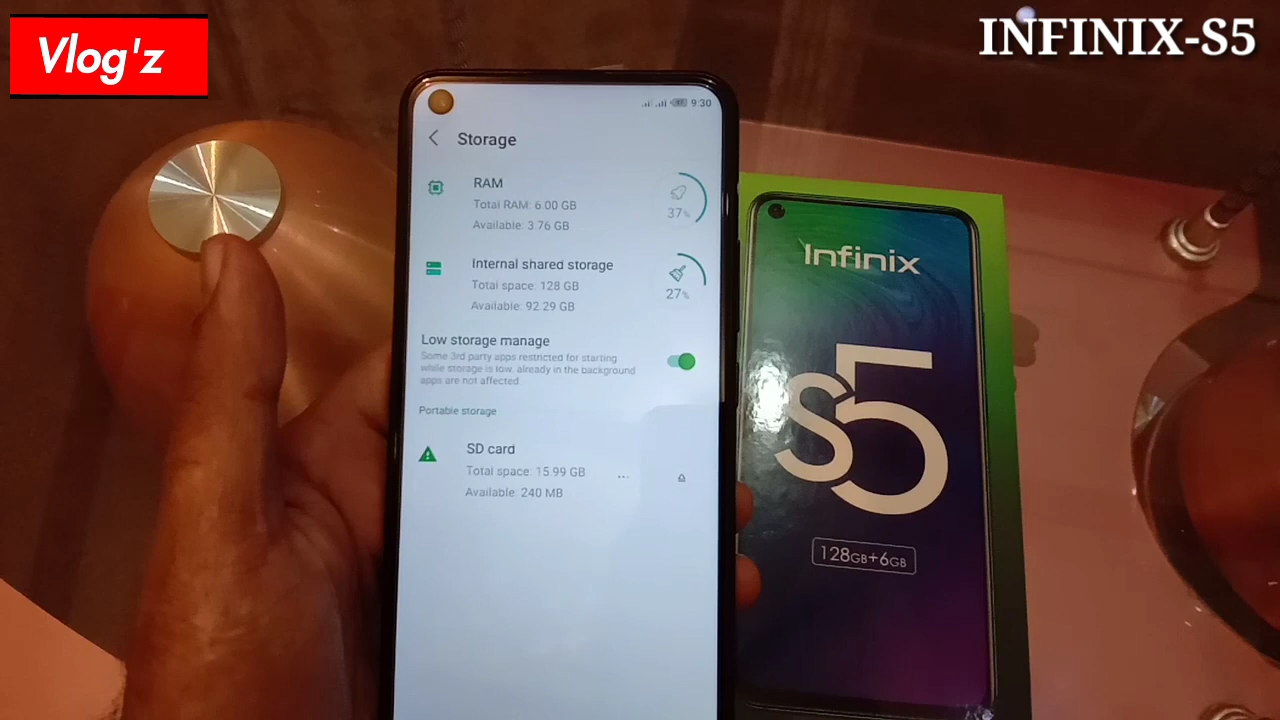 Vlog'z
INFINIX-S5
9:30
Storage
RAM
Total RAM: 6.00 GB
Available: 3.76 GB
37%
Internal shared storage
Total space: 128 GB
Available: 92.29 GB
27%
Low storage manage
Some 3rd party apps restricted for starting
while storage is low, already in the background
apps are not affected
Portable storage
SD card
Total space: 15.99 GB
Available: 240 MB
Infinix
S5
128GB+6GB